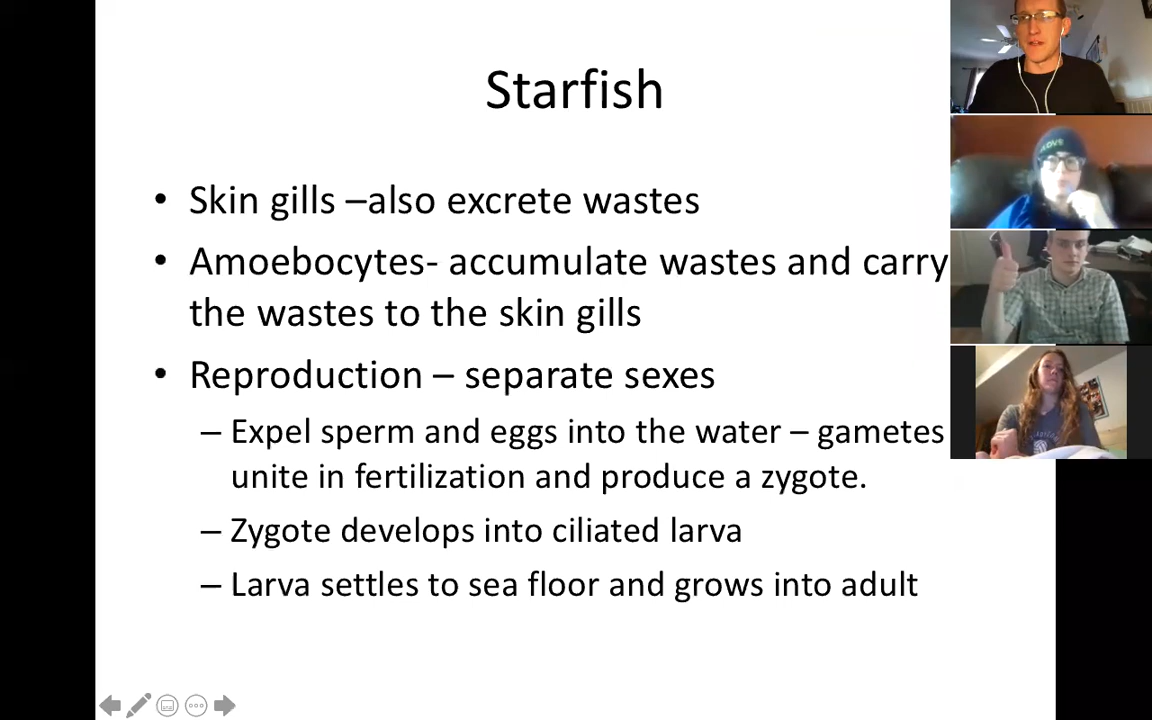 Starfish
• Skin gills –also excrete wastes
• Amoebocytes- accumulate wastes and carry
the wastes to the skin gills
• Reproduction – separate sexes
– Expel sperm and eggs into the water – gametes
unite in fertilization and produce a zygote.
– Zygote develops into ciliated larva
– Larva settles to sea floor and grows into adult